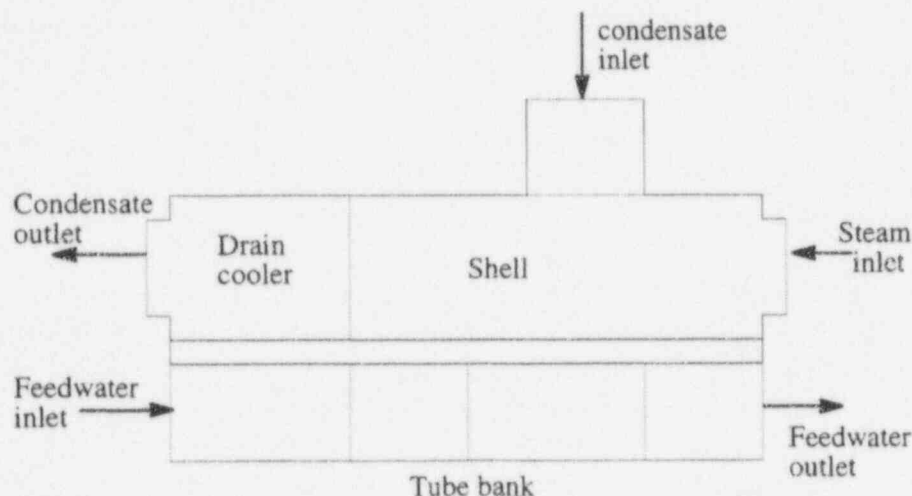 condensate
inlet
Condensate
outlet
Drain
cooler
Shell
Steam
inlet
Feedwater
inlet
Feedwater
outlet
Tube bank